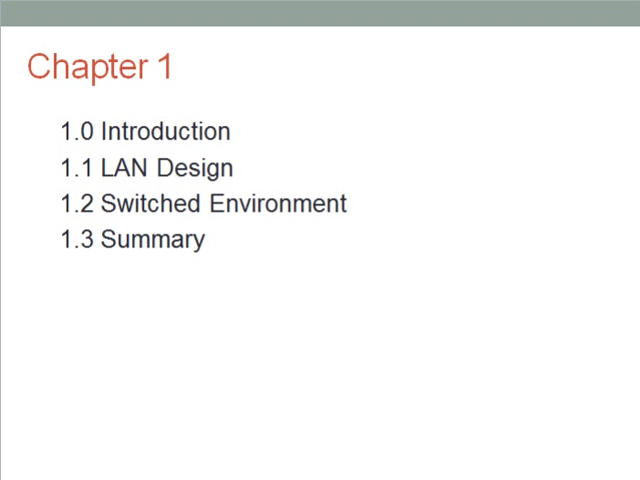 Chapter 1
1.0 Introduction
1.1 LAN Design
1.2 Switched Environment
1.3 Summary